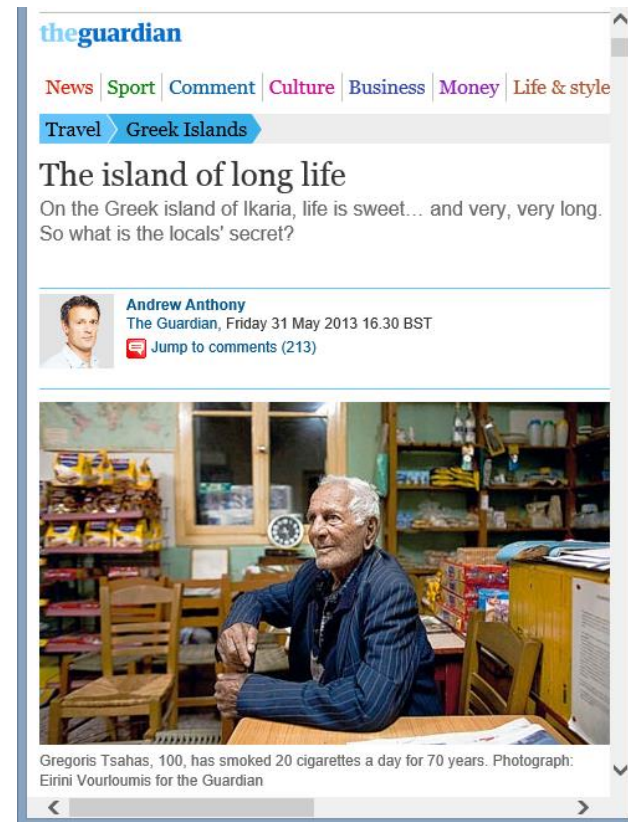 theguardian
News Sport Comment Culture Business Money Life & style
Travel Greek Islands
The island of long life
On the Greek island of Ikaria, life is sweet... and very, very long.
So what is the locals' secret?
Andrew Anthony
The Guardian, Friday 31 May 2013 16.30 BST
Jump to comments (213)
Gregoris Tsahas, 100, has smoked 20 cigarettes a day for 70 years. Photograph:
Eirini Vourloumis for the Guardian